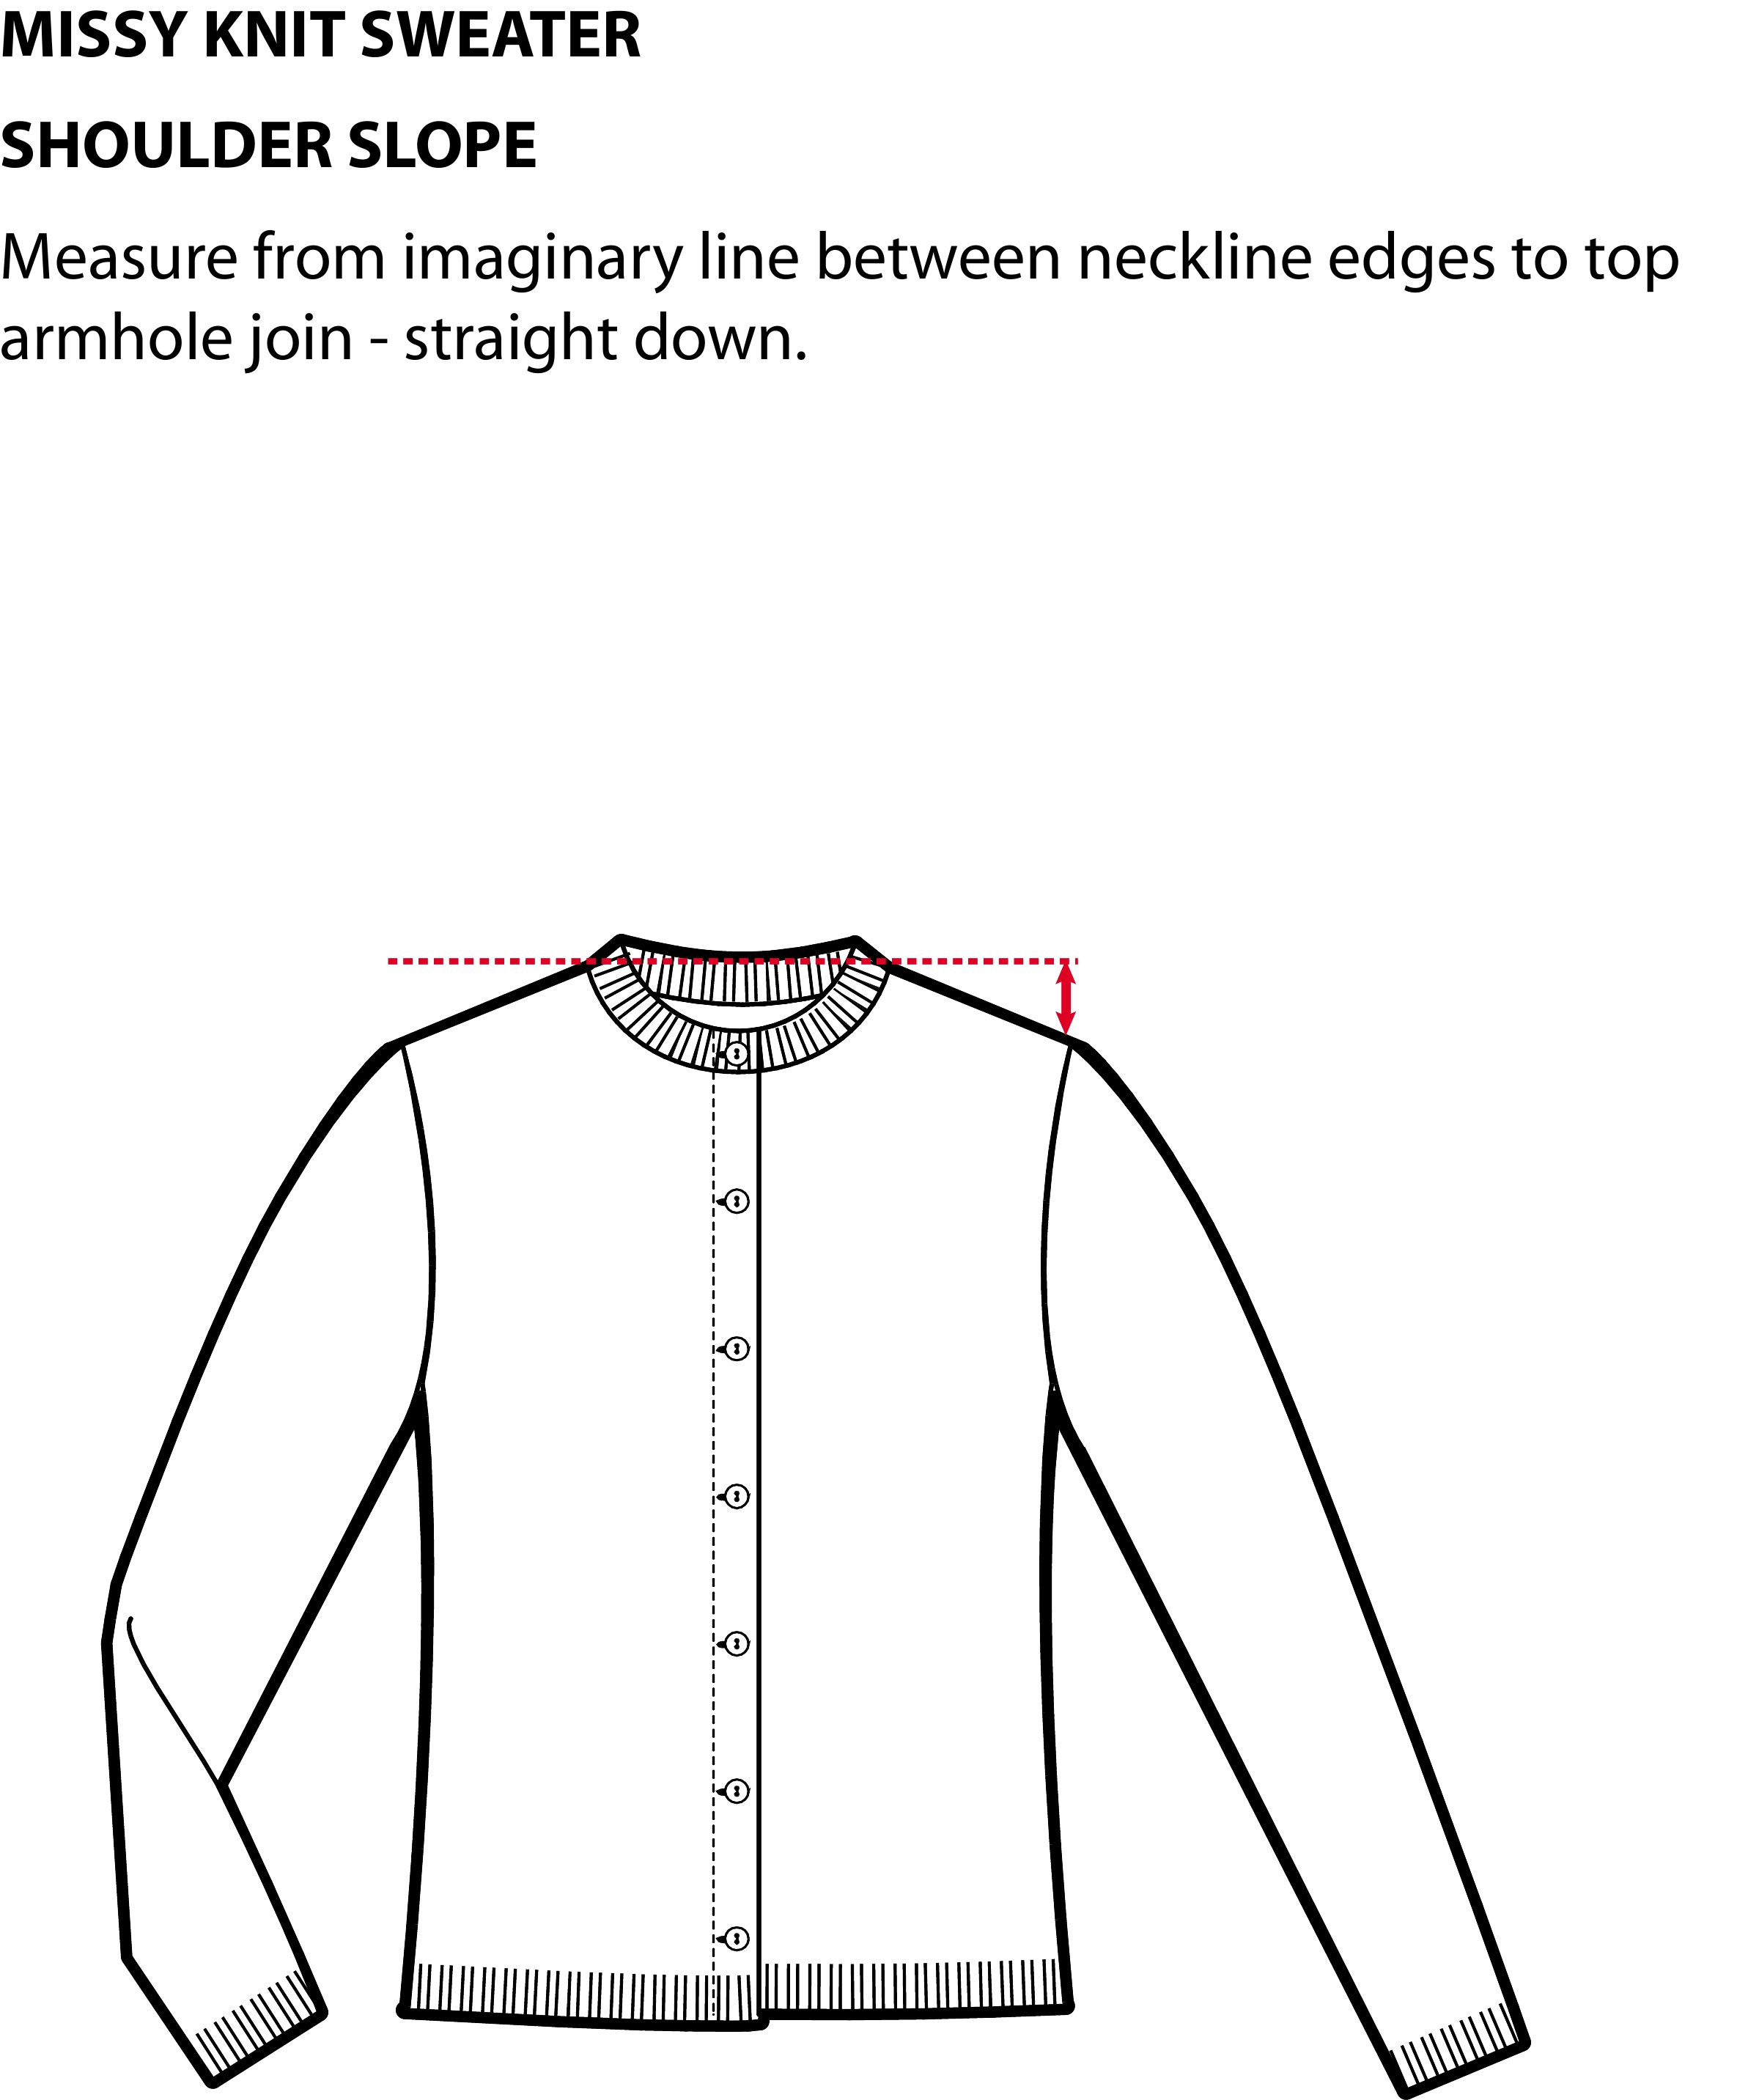 MISSY KNIT SWEATER
SHOULDER SLOPE
Measure from imaginary line between neckline edges to top
armhole join - straight down.